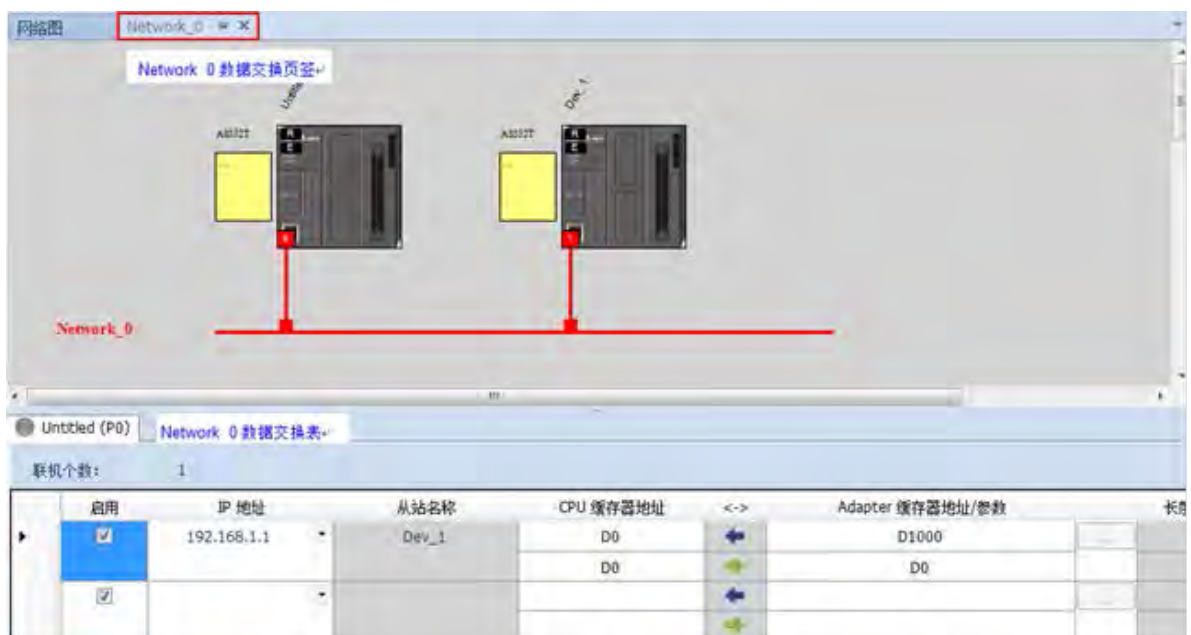 网络图 Network_0
Network 0 数据交换页签
Dev_1
Network_0
Untitled (P0) Network 0 数据交换表
联机个数: 1
启用 IP 地址 从站名称 CPU 缓存器地址 <-> Adapter 缓存器地址/参数
192.168.1.1 Dev_1 D0 D1000
D0 D0